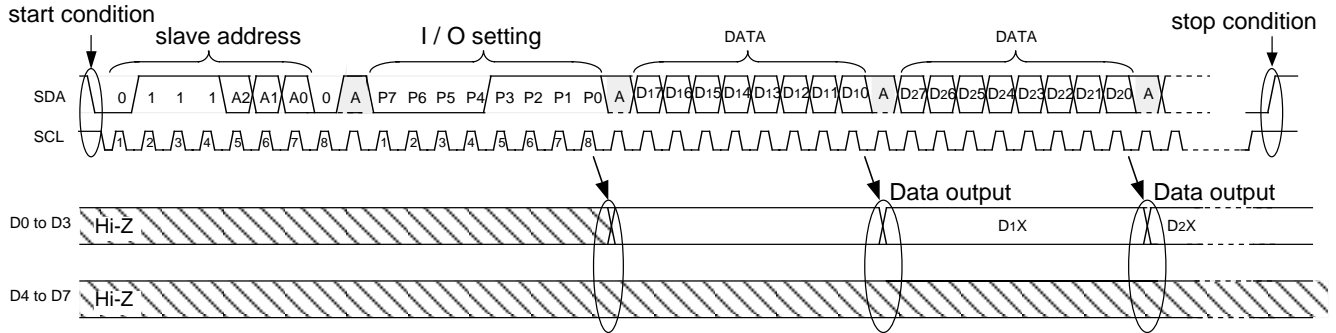 start condition
slave address
I / O setting
DATA
DATA
stop condition
SDA
0 1 1 1 A2 A1 A0 0 A P7 P6 P5 P4 P3 P2 P1 P0 A D17 D16 D15 D14 D13 D12 D11 D10 A D27 D26 D25 D24 D23 D22 D21 D20 A
SCL
1 2 3 4 5 6 7 8 1 2 3 4 5 6 7 8
Data output
Data output
D0 to D3
Hi-Z
D1X
D2X
D4 to D7
Hi-Z